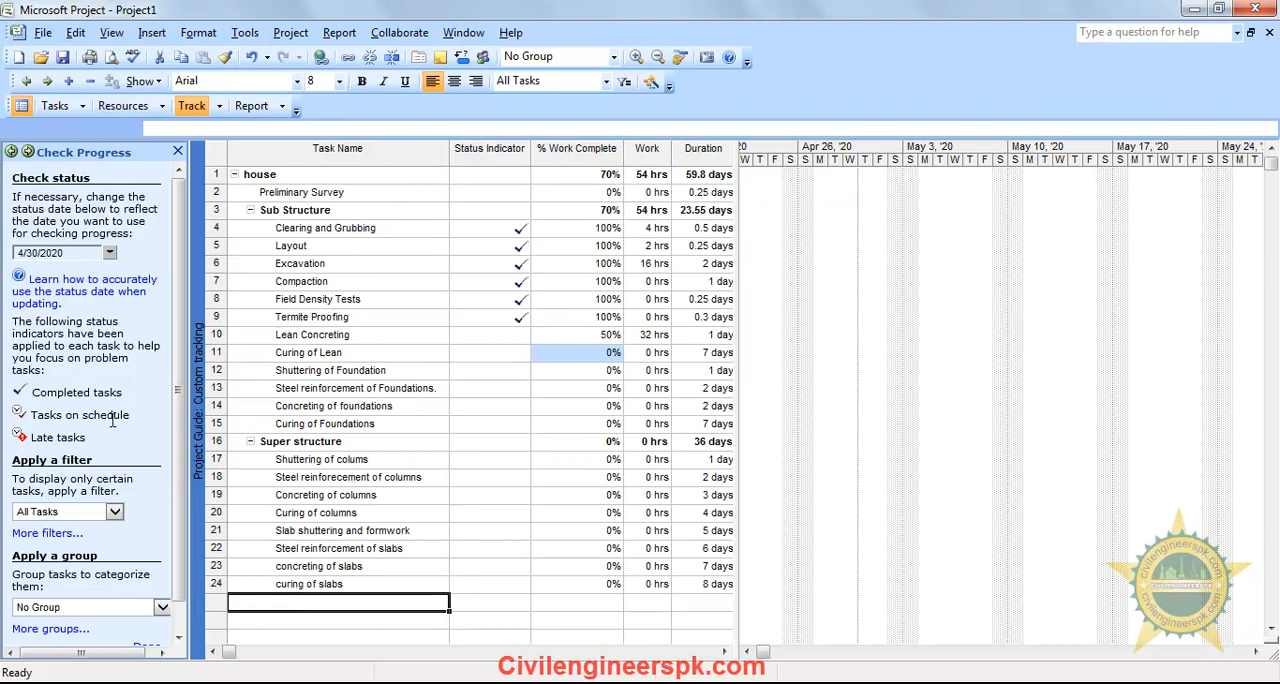 Microsoft Project - Project1
File Edit View Insert Format Tools Project Report Collaborate Window Help
Type a question for help
No Group
Show Arial 8 B I U All Tasks
Tasks Resources Track Report
Check Progress
Check status
If necessary, change the
status date below to reflect
the date you want to use
for checking progress:
4/30/2020
Learn how to accurately
use the status date when
updating.
The following status
indicators have been
applied to each task to help
you focus on problem
tasks:
Completed tasks
Tasks on schedule
Late tasks
Apply a filter
To display only certain
tasks, apply a filter.
All Tasks
More filters...
Apply a group
Group tasks to categorize
them:
No Group
More groups...
Project Guide: Custom tracking
Task Name Status Indicator % Work Complete Work Duration
1 house 70% 54 hrs 59.8 days
2 Preliminary Survey 0% 0 hrs 0.25 days
3 Sub Structure 70% 54 hrs 23.55 days
4 Clearing and Grubbing 100% 4 hrs 0.5 days
5 Layout 100% 2 hrs 0.25 days
6 Excavation 100% 16 hrs 2 days
7 Compaction 100% 0 hrs 1 day
8 Field Density Tests 100% 0 hrs 0.25 days
9 Termite Proofing 100% 0 hrs 0.3 days
10 Lean Concreting 50% 32 hrs 1 day
11 Curing of Lean 0% 0 hrs 7 days
12 Shuttering of Foundation 0% 0 hrs 1 day
13 Steel reinforcement of Foundations. 0% 0 hrs 2 days
14 Concreting of foundations 0% 0 hrs 2 days
15 Curing of Foundations 0% 0 hrs 7 days
16 Super structure 0% 0 hrs 36 days
17 Shuttering of colums 0% 0 hrs 1 day
18 Steel reinforecement of columns 0% 0 hrs 2 days
19 Concreting of columns 0% 0 hrs 3 days
20 Curing of columns 0% 0 hrs 4 days
21 Slab shuttering and formwork 0% 0 hrs 5 days
22 Steel reinforcement of slabs 0% 0 hrs 6 days
23 concreting of slabs 0% 0 hrs 7 days
24 curing of slabs 0% 0 hrs 8 days
20 Apr 26, '20 May 3, '20 May 10, '20 May 17, '20 May 24, '
W T F S S M T W T F S S M T W T F S S M T W T F S S M T W T F S S M T
CIVILENGINEERSPK
Ready
Civilengineerspk.com